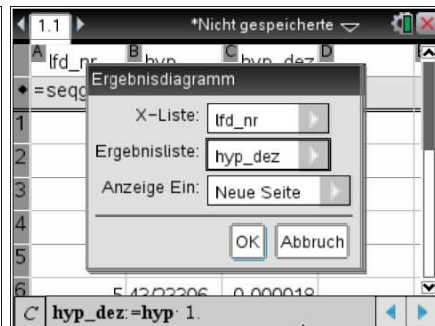 1.1 *Nicht gespeicherte
A lfd_nr B hyp C hyp_dez D
=seqg
Ergebnisdiagramm
X-Liste: lfd_nr
Ergebnisliste: hyp_dez
Anzeige Ein: Neue Seite
OK Abbruch
1
2
3
4
5
6 0.000018
C hyp_dez:=hyp· 1.